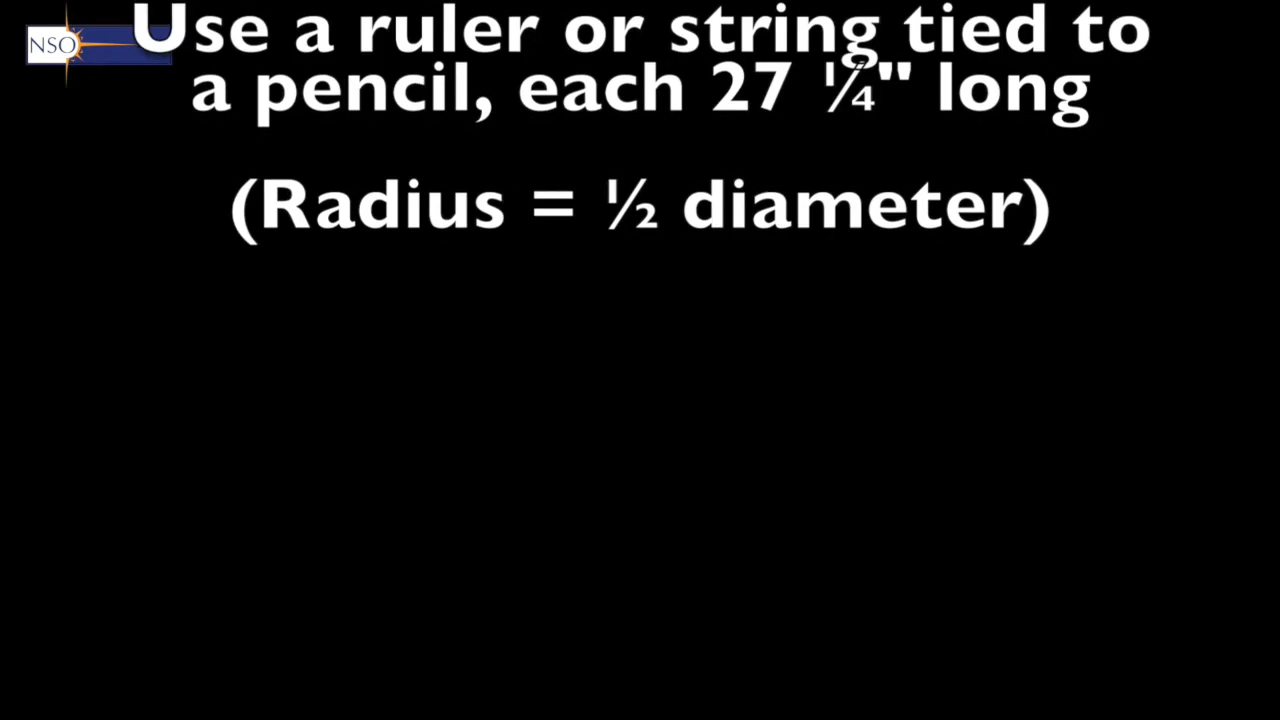 NSO
Use a ruler or string tied to
a pencil, each 27 ¼" long
(Radius = ½ diameter)